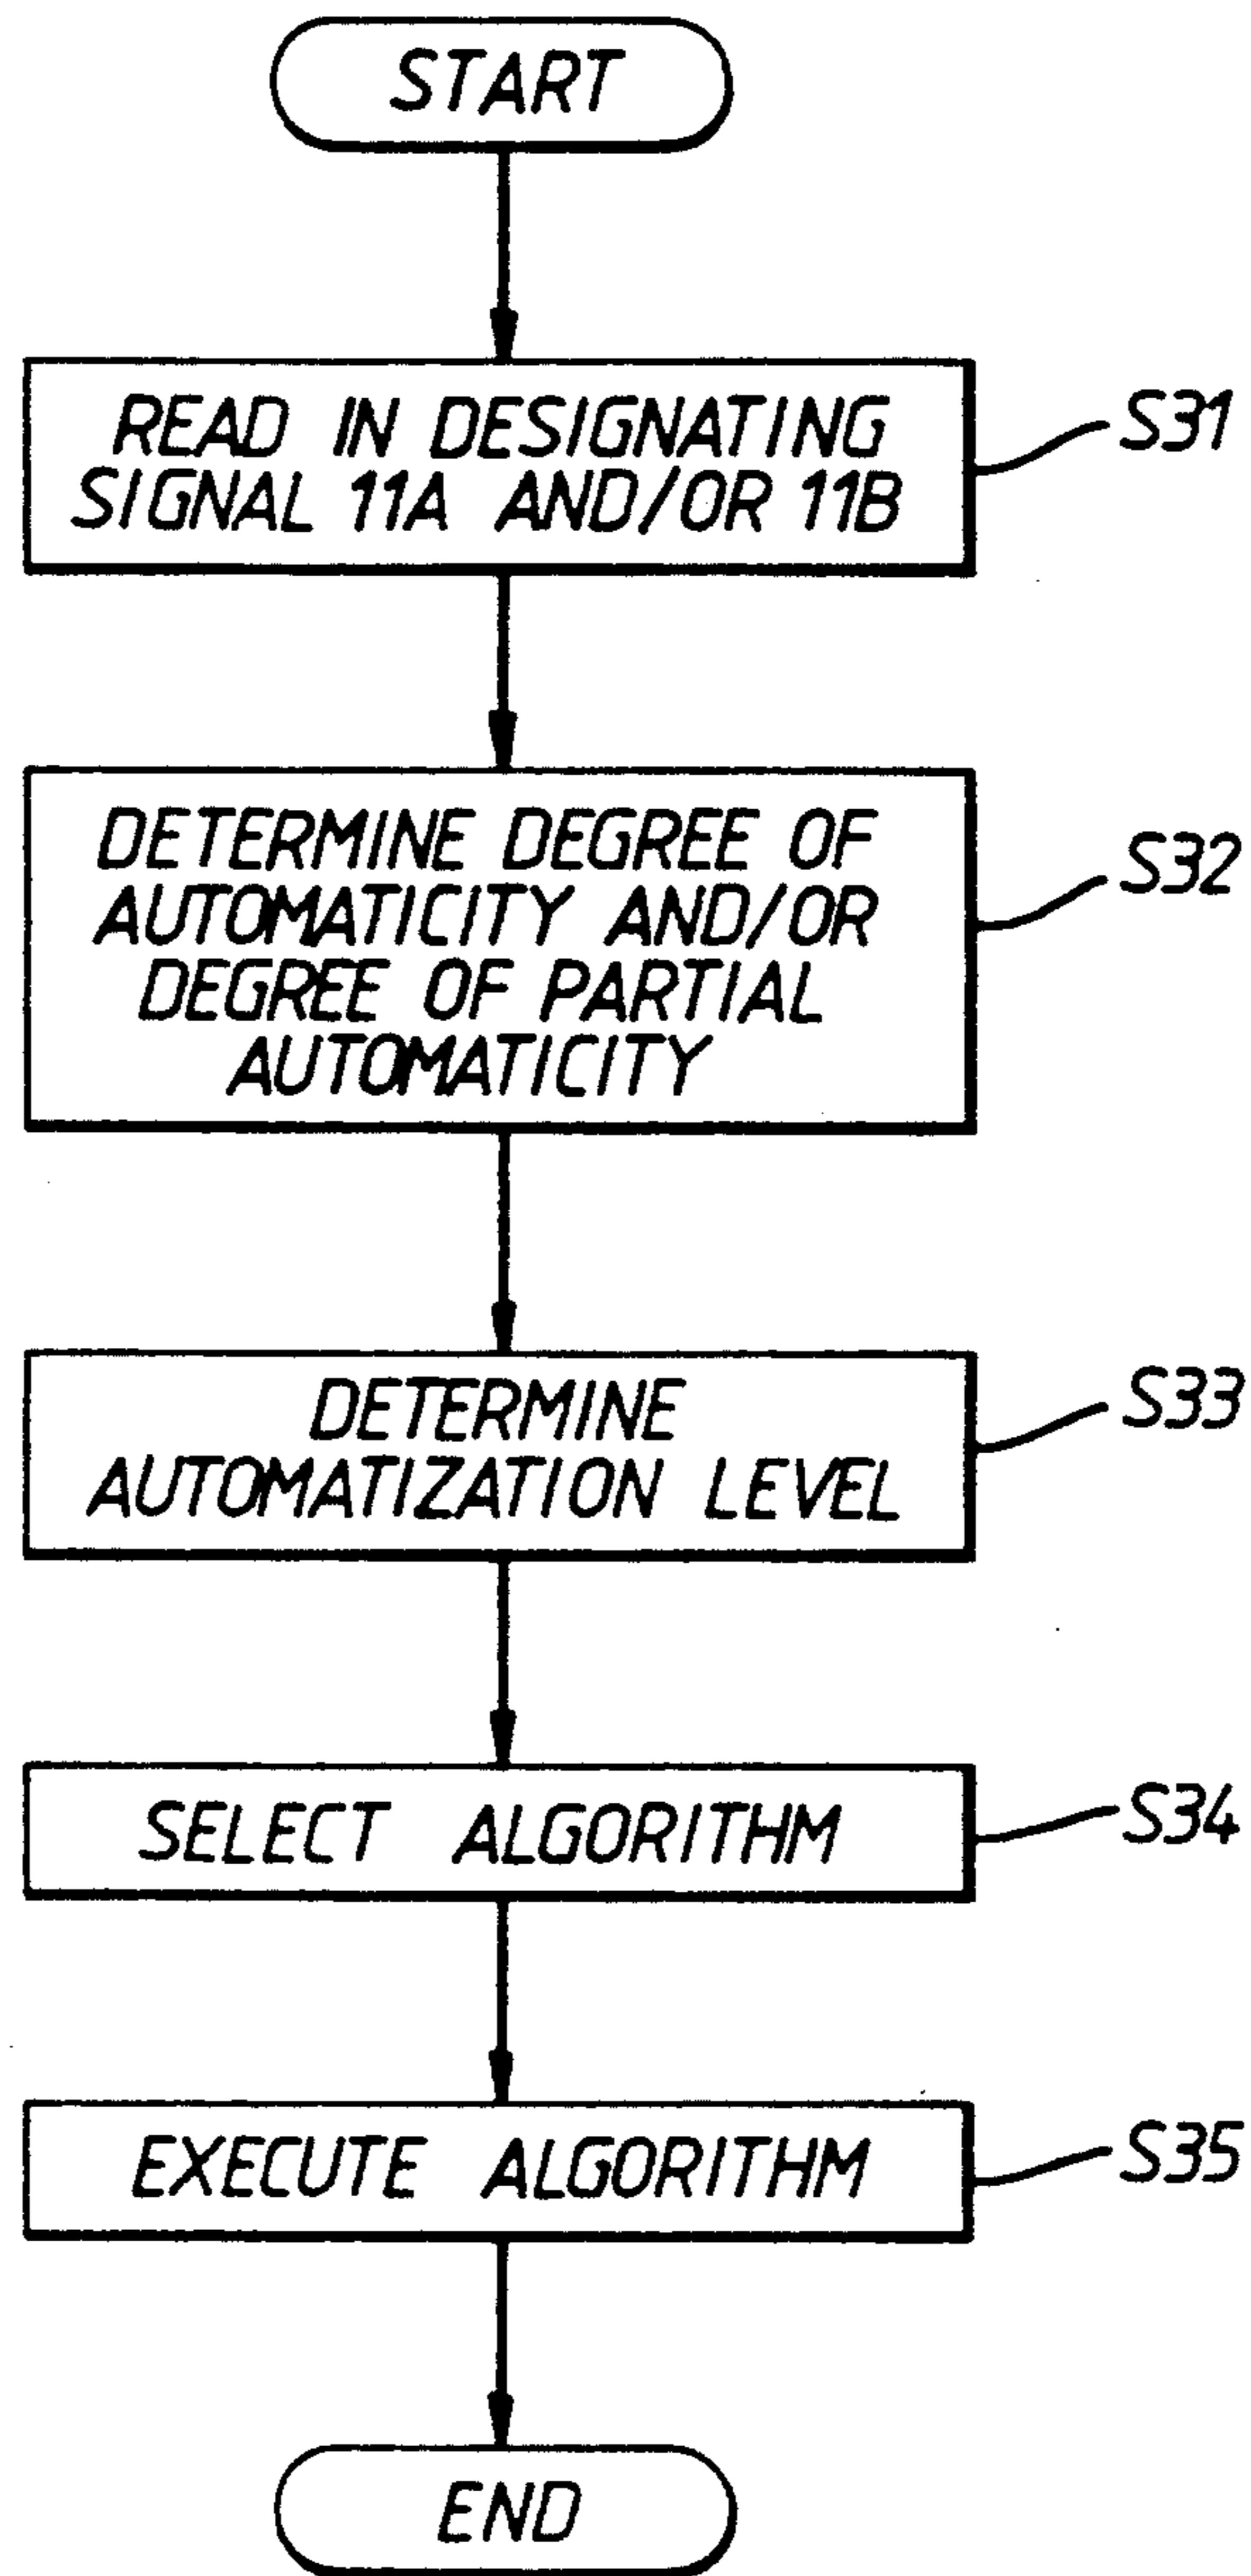 START
READ IN DESIGNATING
SIGNAL 11A AND/OR 11B
S31
DETERMINE DEGREE OF
AUTOMATICITY AND/OR
DEGREE OF PARTIAL
AUTOMATICITY
S32
DETERMINE
AUTOMATIZATION LEVEL
S33
SELECT ALGORITHM
S34
EXECUTE ALGORITHM
S35
END